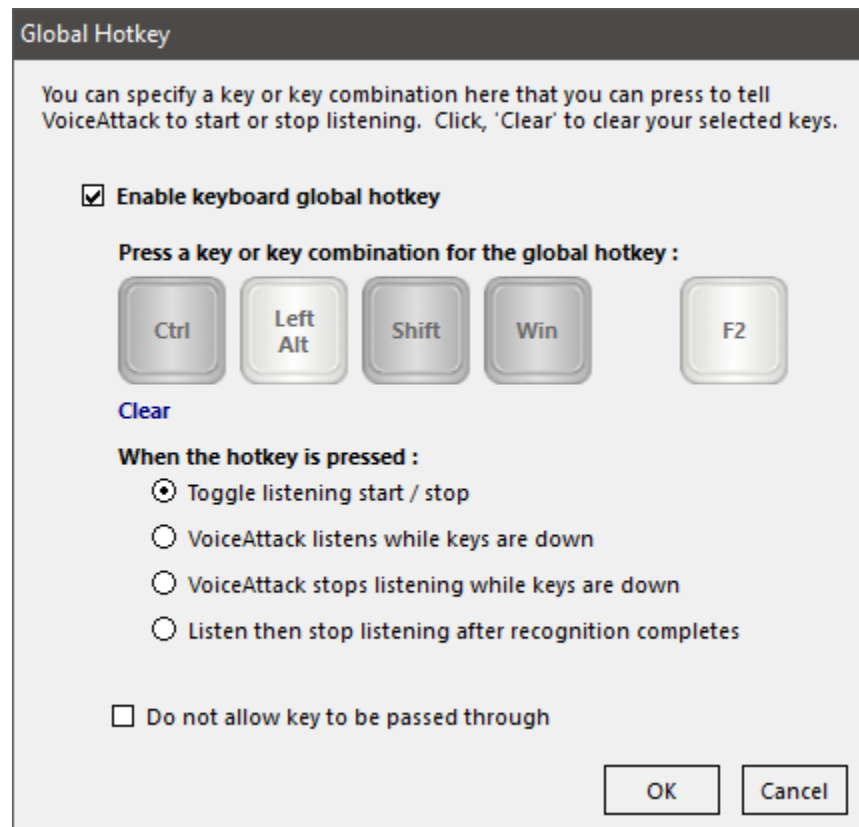 Global Hotkey
You can specify a key or key combination here that you can press to tell
VoiceAttack to start or stop listening.  Click, 'Clear' to clear your selected keys.
Enable keyboard global hotkey
Press a key or key combination for the global hotkey :
Ctrl
Left
Alt
Shift
Win
F2
Clear
When the hotkey is pressed :
Toggle listening start / stop
VoiceAttack listens while keys are down
VoiceAttack stops listening while keys are down
Listen then stop listening after recognition completes
Do not allow key to be passed through
OK
Cancel